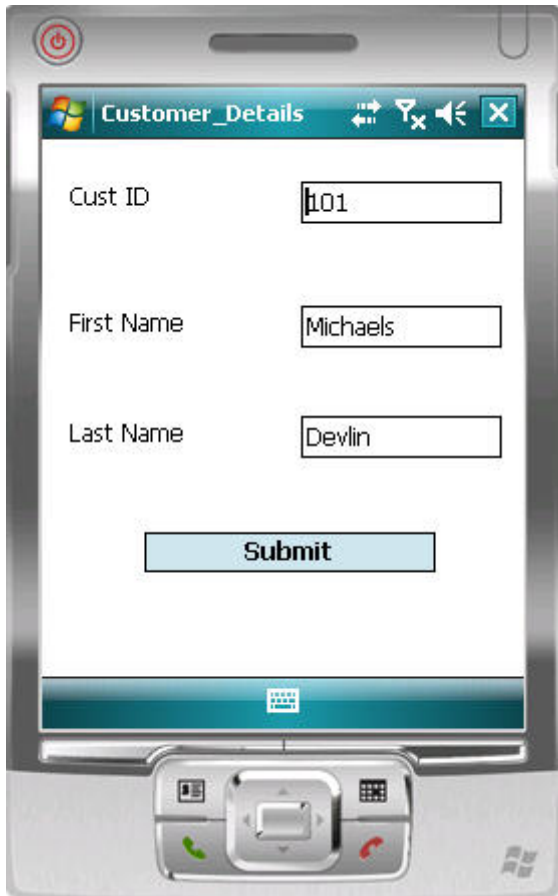 Customer_Details
Cust ID 101
First Name Michaels
Last Name Devlin
Submit